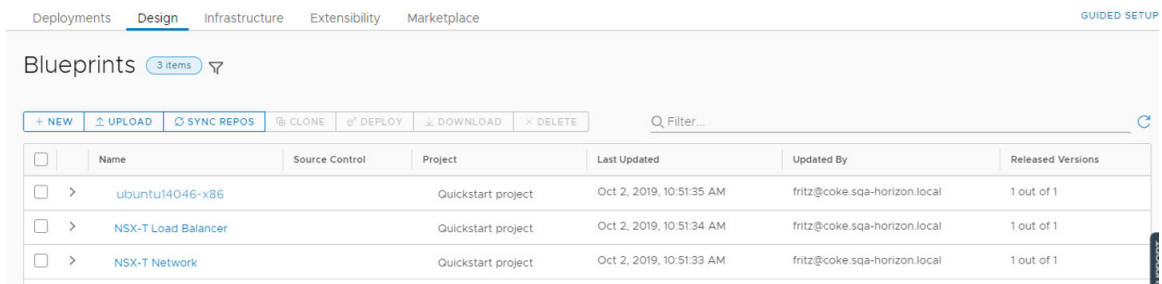 Deployments Design Infrastructure Extensibility Marketplace GUIDED SETUP
Blueprints 3 items
+ NEW UPLOAD SYNC REPOS CLONE DEPLOY DOWNLOAD × DELETE Filter...
Name Source Control Project Last Updated Updated By Released Versions
ubuntu14046-x86 Quickstart project Oct 2, 2019, 10:51:35 AM fritz@coke.sqa-horizon.local 1 out of 1
NSX-T Load Balancer Quickstart project Oct 2, 2019, 10:51:34 AM fritz@coke.sqa-horizon.local 1 out of 1
NSX-T Network Quickstart project Oct 2, 2019, 10:51:33 AM fritz@coke.sqa-horizon.local 1 out of 1